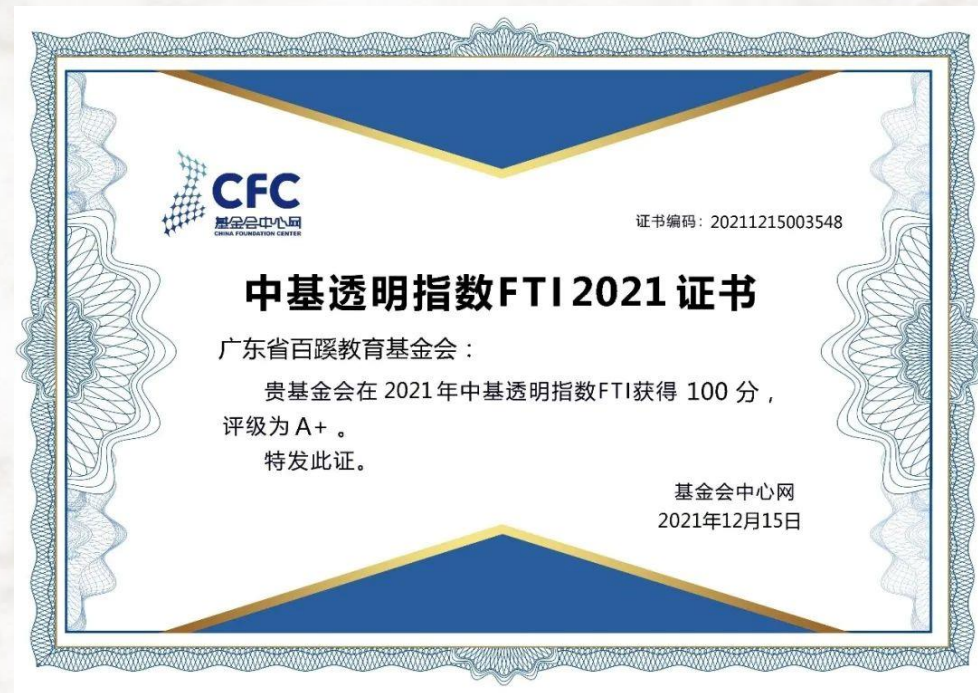 CFC
基金会中心网
CHINA FOUNDATION CENTER
证书编码：20211215003548
中基透明指数FTI 2021 证书
广东省百蹊教育基金会：
贵基金会在 2021 年中基透明指数FTI获得 100 分，
评级为 A+ 。
特发此证。
基金会中心网
2021年12月15日